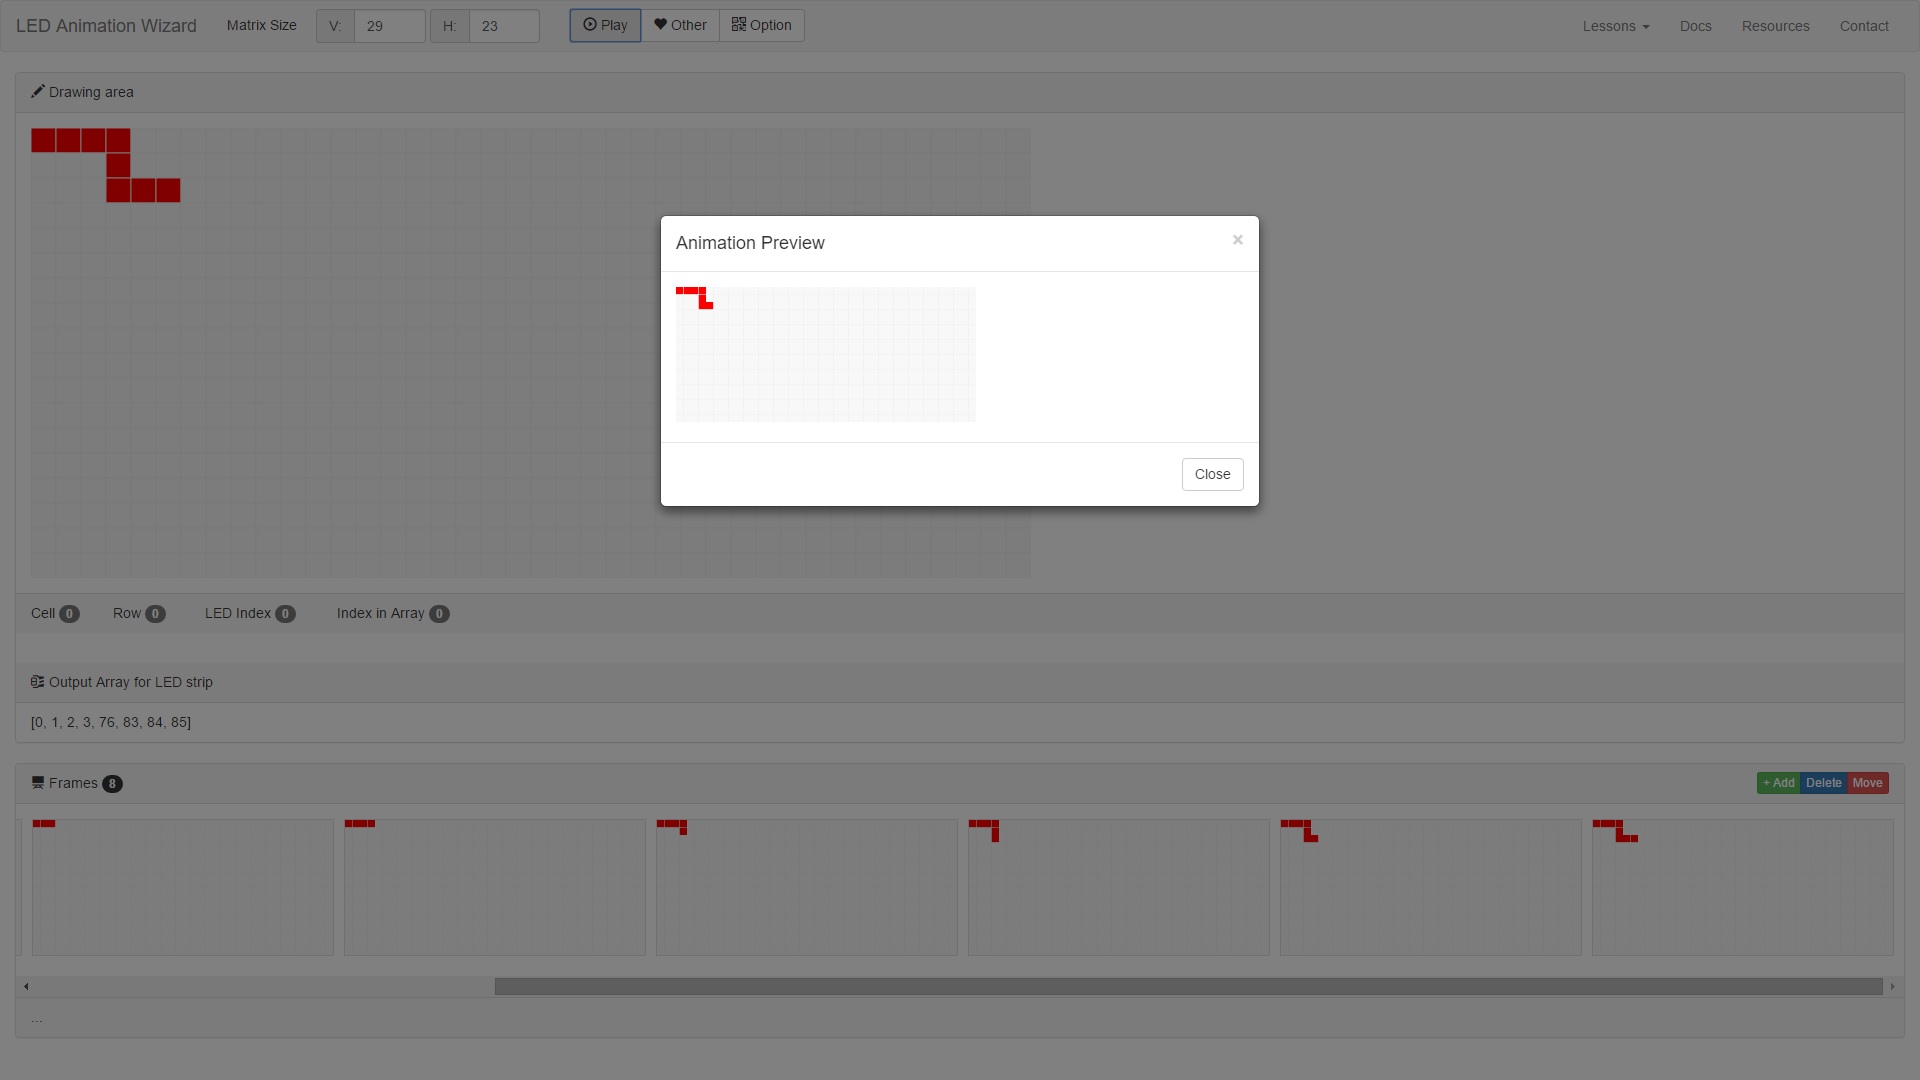 LED Animation Wizard Matrix Size V: 29 H: 23 Play Other Option Lessons Docs Resources Contact
Drawing area
Animation Preview ×
Close
Cell 0 Row 0 LED Index 0 Index in Array 0
Output Array for LED strip
[0, 1, 2, 3, 76, 83, 84, 85]
Frames 8 + Add Delete Move
...